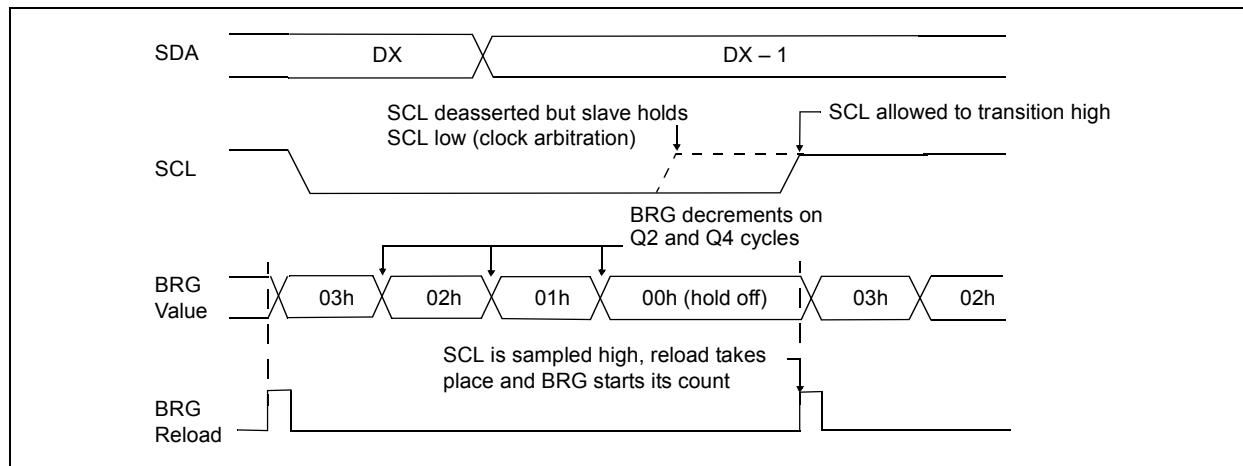 SDA
DX
DX – 1
SCL deasserted but slave holds
SCL low (clock arbitration)
SCL allowed to transition high
SCL
BRG decrements on
Q2 and Q4 cycles
BRG
Value
03h
02h
01h
00h (hold off)
03h
02h
SCL is sampled high, reload takes
place and BRG starts its count
BRG
Reload